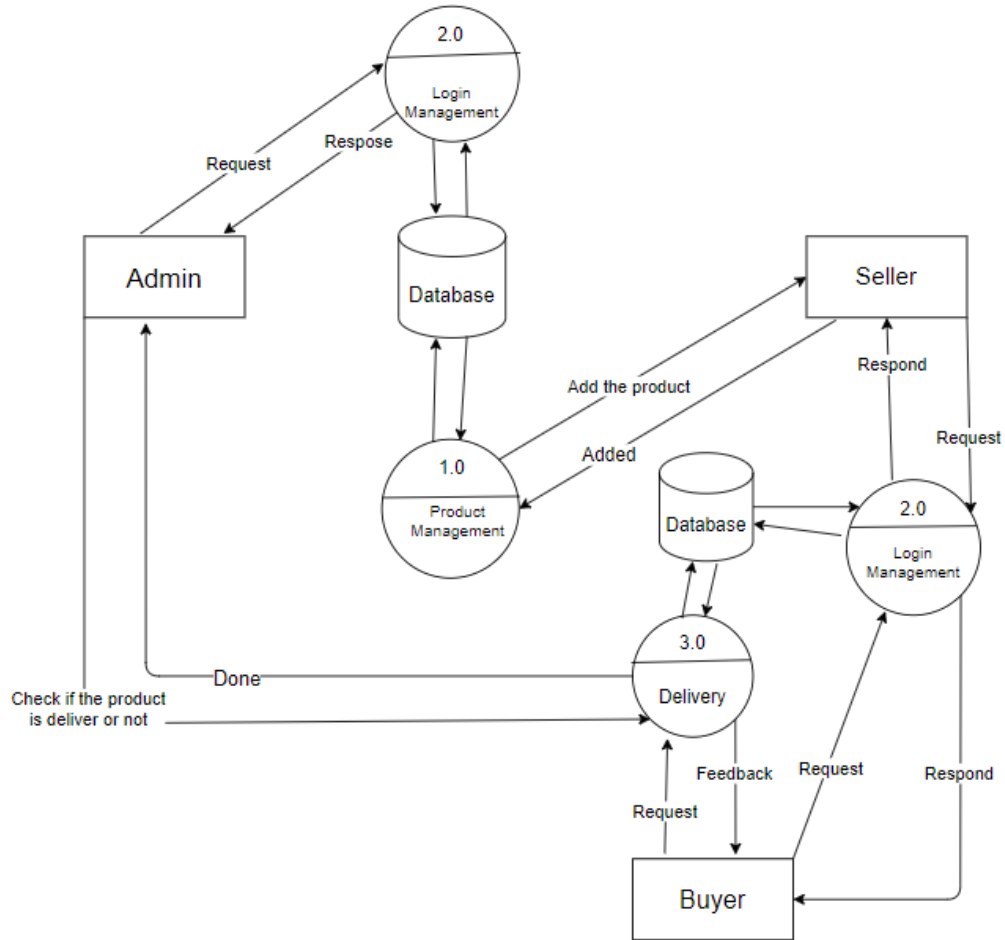 2.0
Login
Management
Respose
Request
Admin
Database
Seller
Respond
Add the product
Request
Added
1.0
Product
Management
Database
2.0
Login
Management
3.0
Delivery
Done
Check if the product
is deliver or not
Feedback
Request
Respond
Request
Buyer